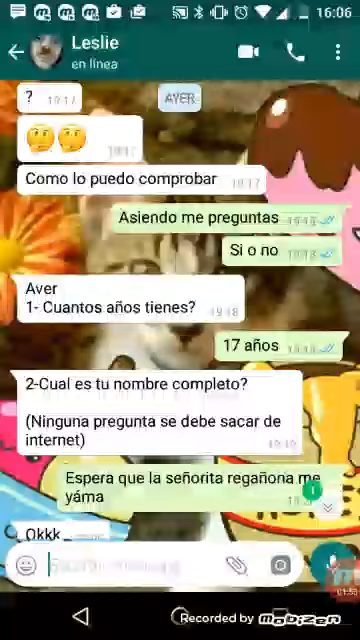 16:06
Leslie
en línea
AYER
? 19:17
19:17
Como lo puedo comprobar 19:17
Asiendo me preguntas 19:18
Si o no 19:18
Aver
1- Cuantos años tienes? 19:18
17 años 19:18
2-Cual es tu nombre completo?
(Ninguna pregunta se debe sacar de
internet) 19:19
Espera que la señorita regañona me
yáma
Okkk
Recorded by mobizen